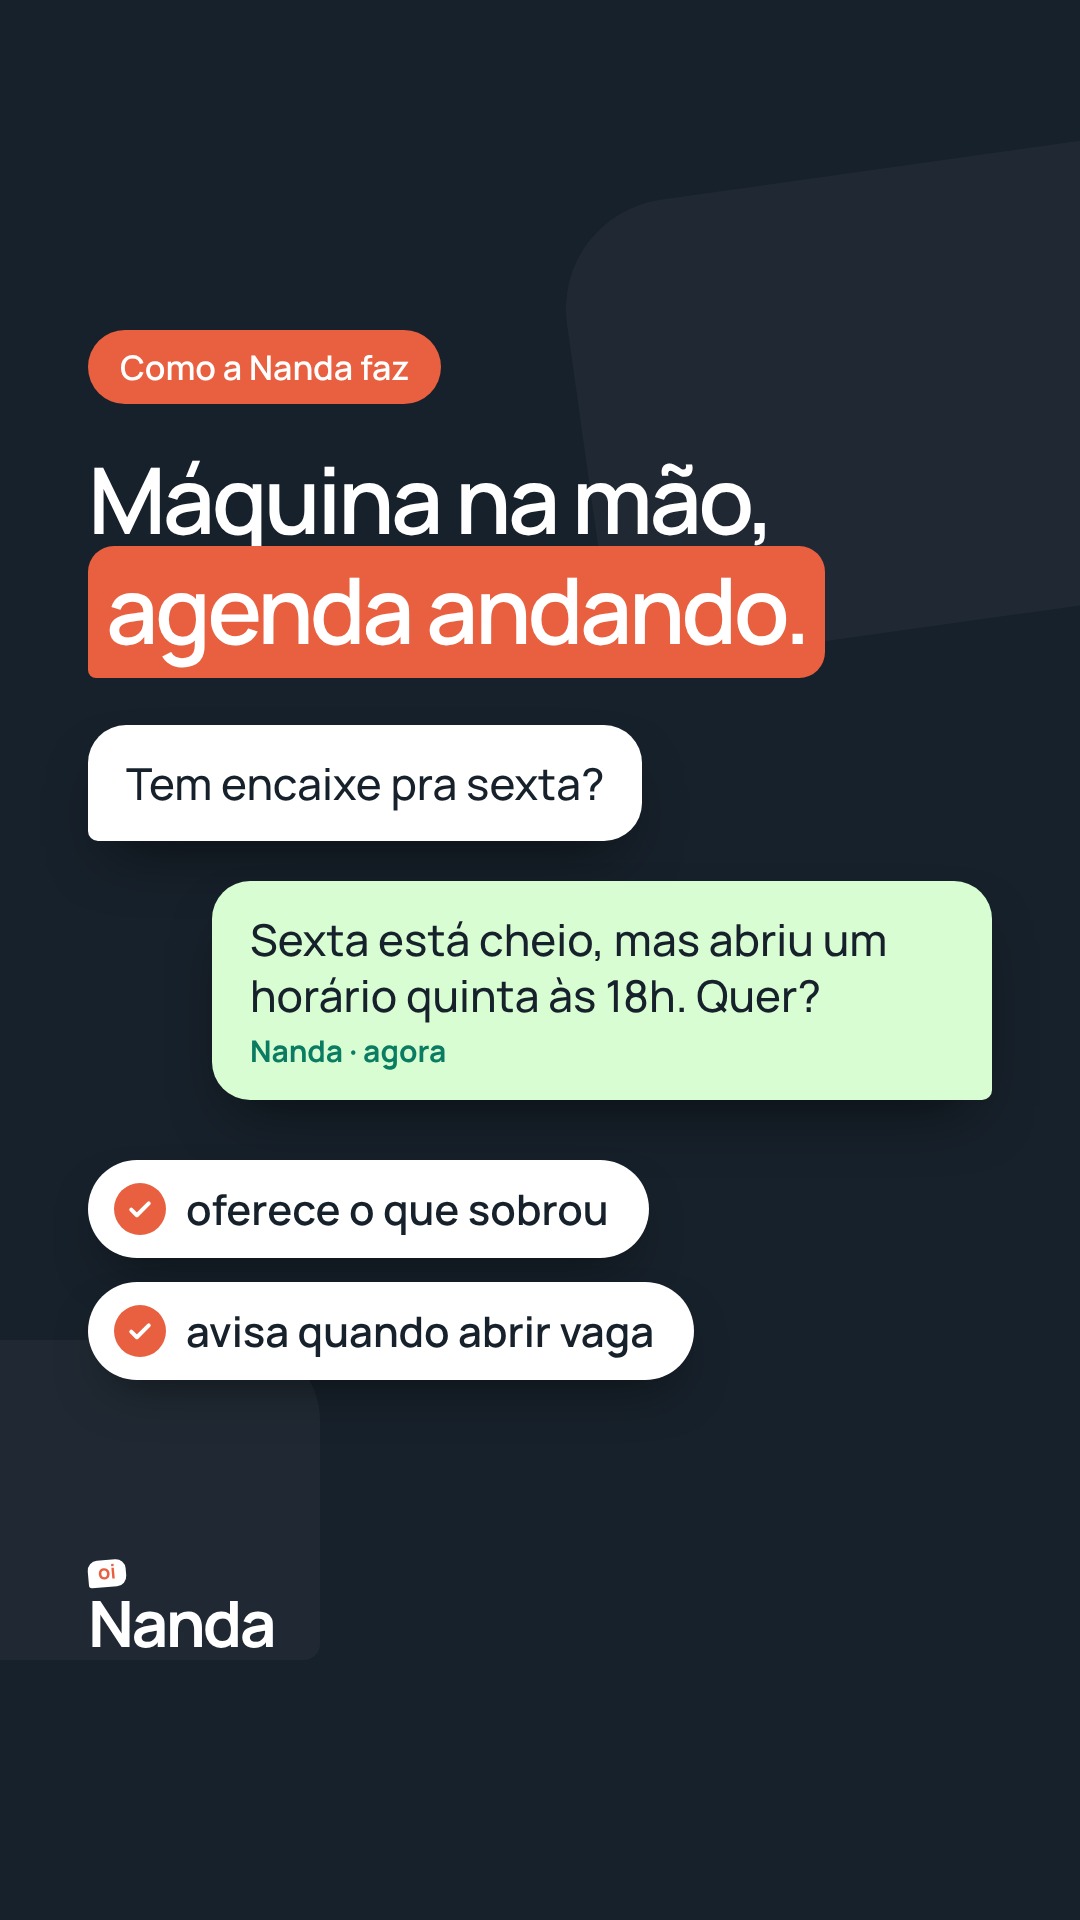 Como a Nanda faz
Máquina na mão,
agenda andando.
Tem encaixe pra sexta?
Sexta está cheio, mas abriu um
horário quinta às 18h. Quer?
Nanda · agora
oferece o que sobrou
avisa quando abrir vaga
oi
Nanda